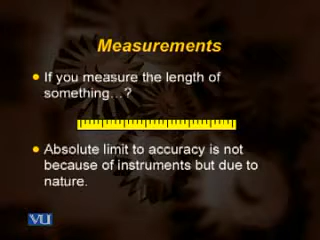 Measurements
If you measure the length of
something...?
Absolute limit to accuracy is not
because of instruments but due to
nature.
VU